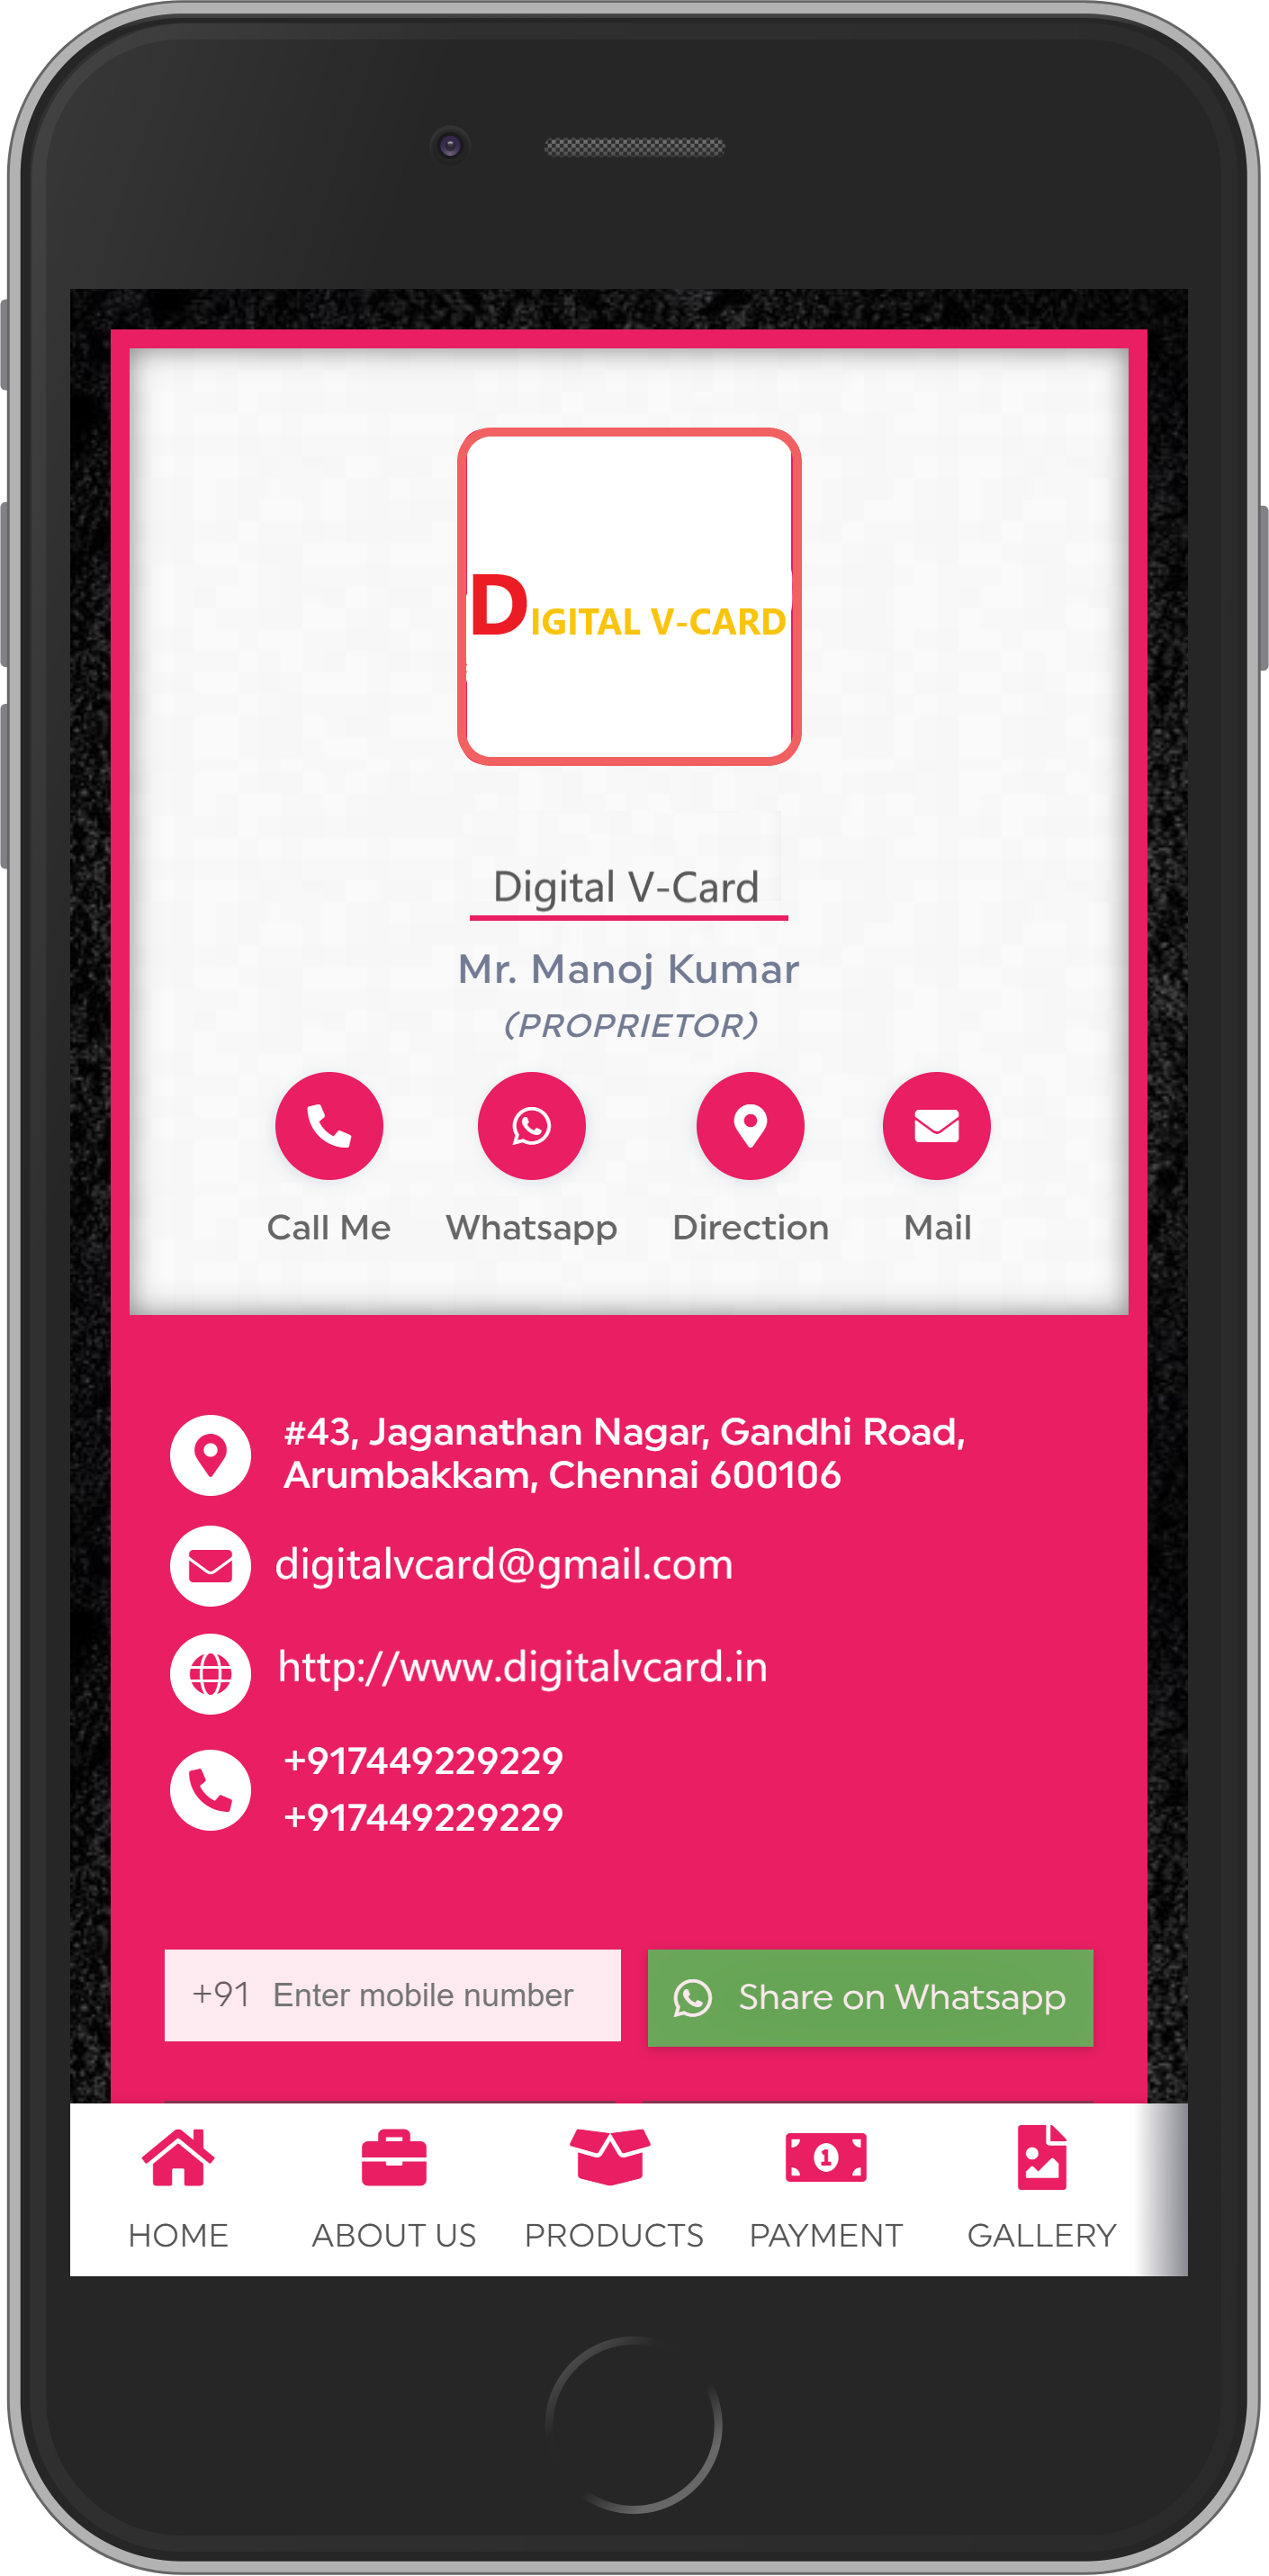 DIGITAL V-CARD
Digital V-Card
Mr. Manoj Kumar
(PROPRIETOR)
Call Me Whatsapp Direction Mail
#43, Jaganathan Nagar, Gandhi Road,
Arumbakkam, Chennai 600106
digitalvcard@gmail.com
http://www.digitalvcard.in
+917449229229
+917449229229
+91 Enter mobile number Share on Whatsapp
1
HOME ABOUT US PRODUCTS PAYMENT GALLERY